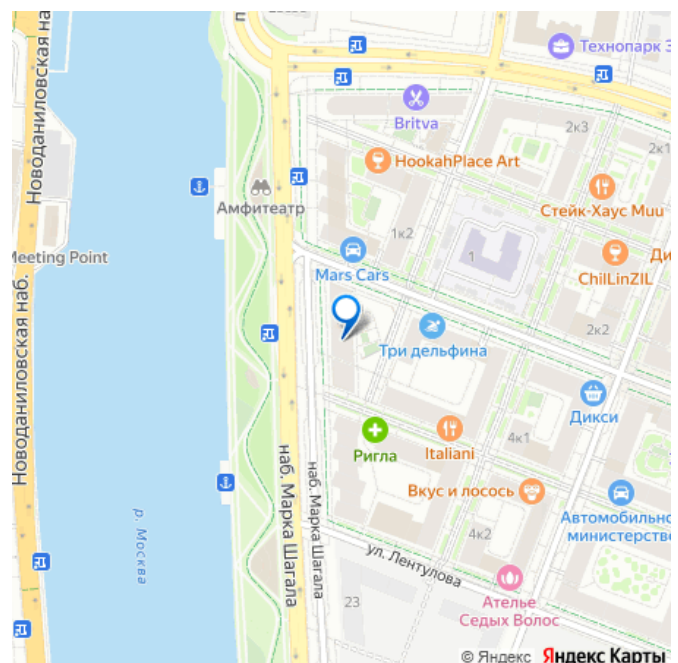 Новоданиловская на
п
Технопарк З
Britva
2к3
2к1
HookahPlace Art
Стейк-Хаус Muu
Амфитеатр
1к2
1
Meeting Point
Mars Cars
Ди
ChilLinZIL
Три дельфина
2к2
Дикси
Новоданиловская наб.
наб. Марка Шагала
наб. Марка Шагала
Ригла
Italiani
4к1
Вкус и лосось
р. Москва
Автомобильно
министерство
4к2
ул. Лентулова
23
Ателье
Седых Волос
© Яндекс Яндекс Карты